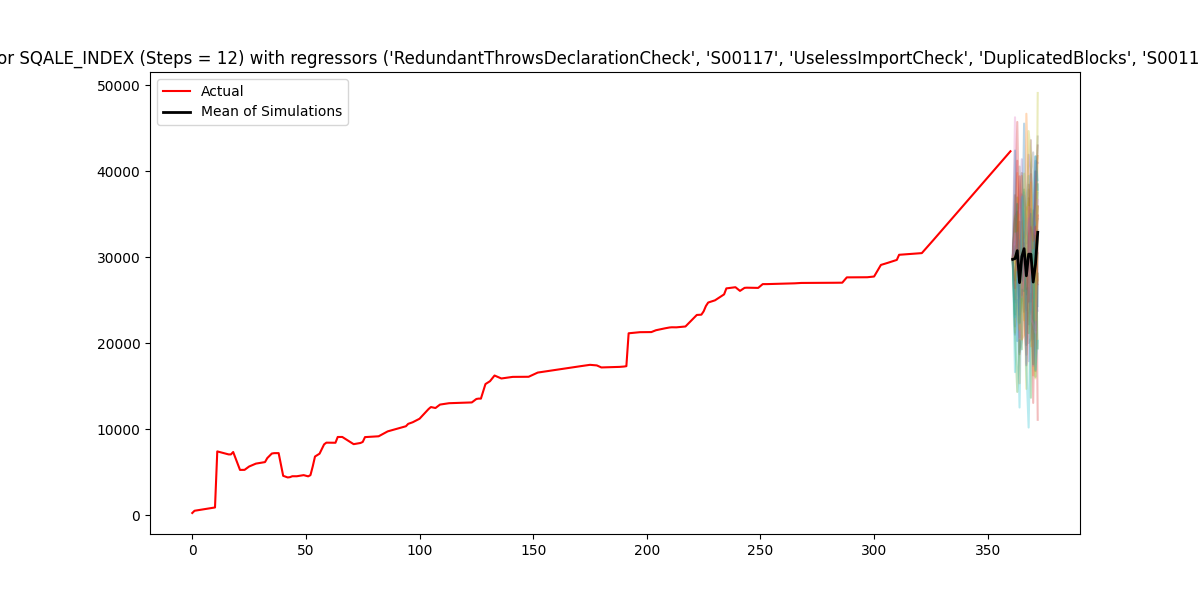 or SQALE_INDEX (Steps = 12) with regressors ('RedundantThrowsDeclarationCheck', 'S00117', 'UselessImportCheck', 'DuplicatedBlocks', 'S0011
Actual
Mean of Simulations
50000
40000
30000
20000
10000
0
0 50 100 150 200 250 300 350